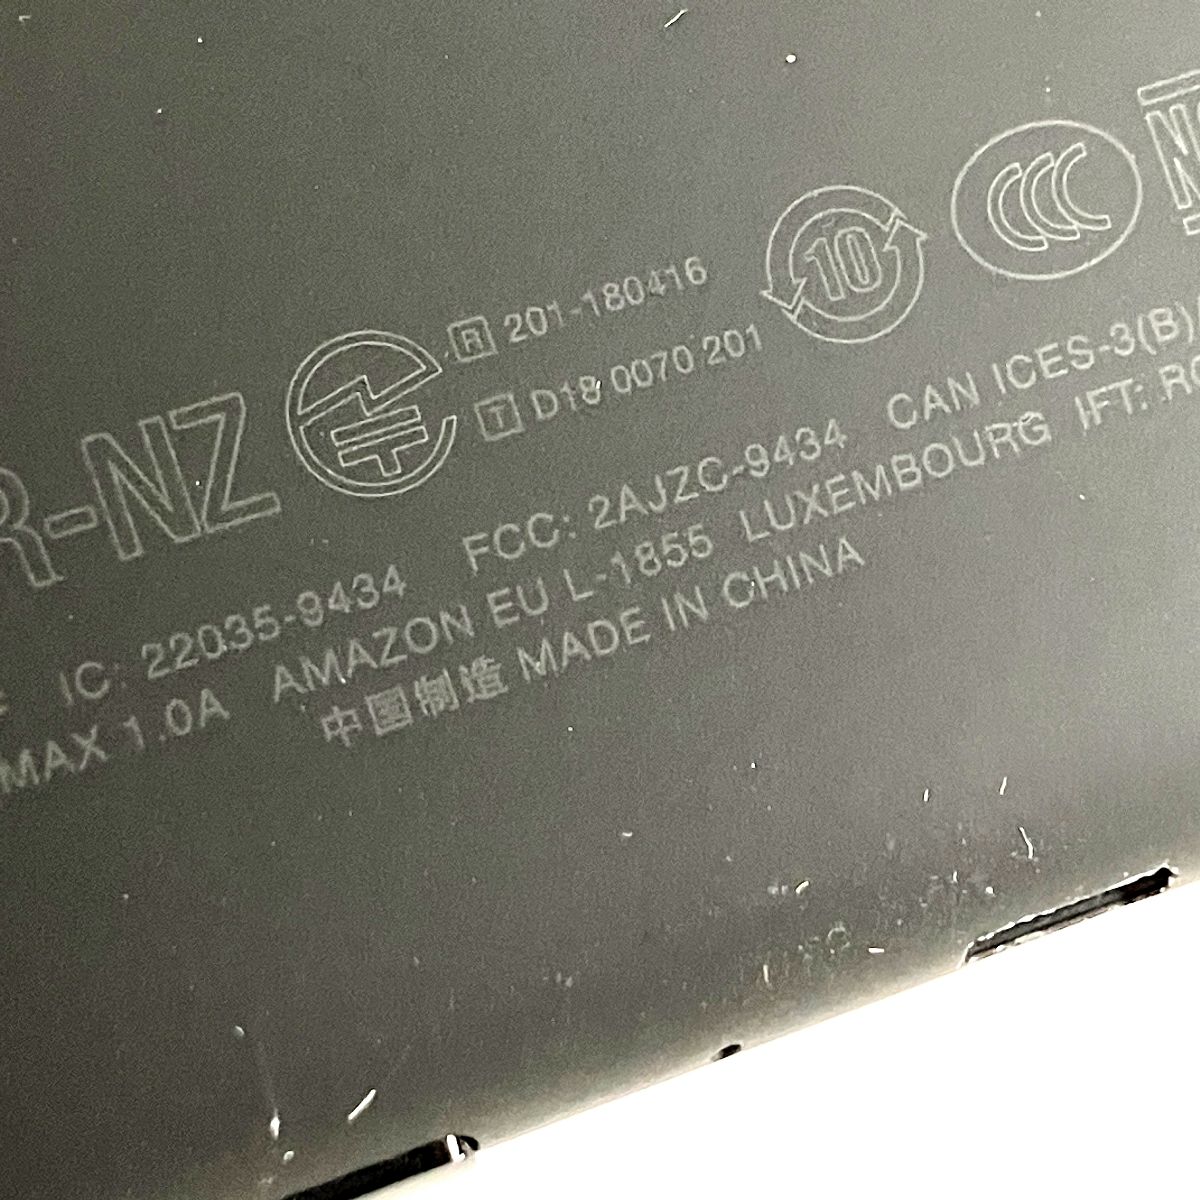 R-NZ
R 201-180416
T D18 0070 201
10
CCC
IC: 22035-9434 FCC: 2AJZC-9434 CAN ICES-3(B)
MAX 1.0A AMAZON EU L-1855 LUXEMBOURG IFT:
中国制造 MADE IN CHINA